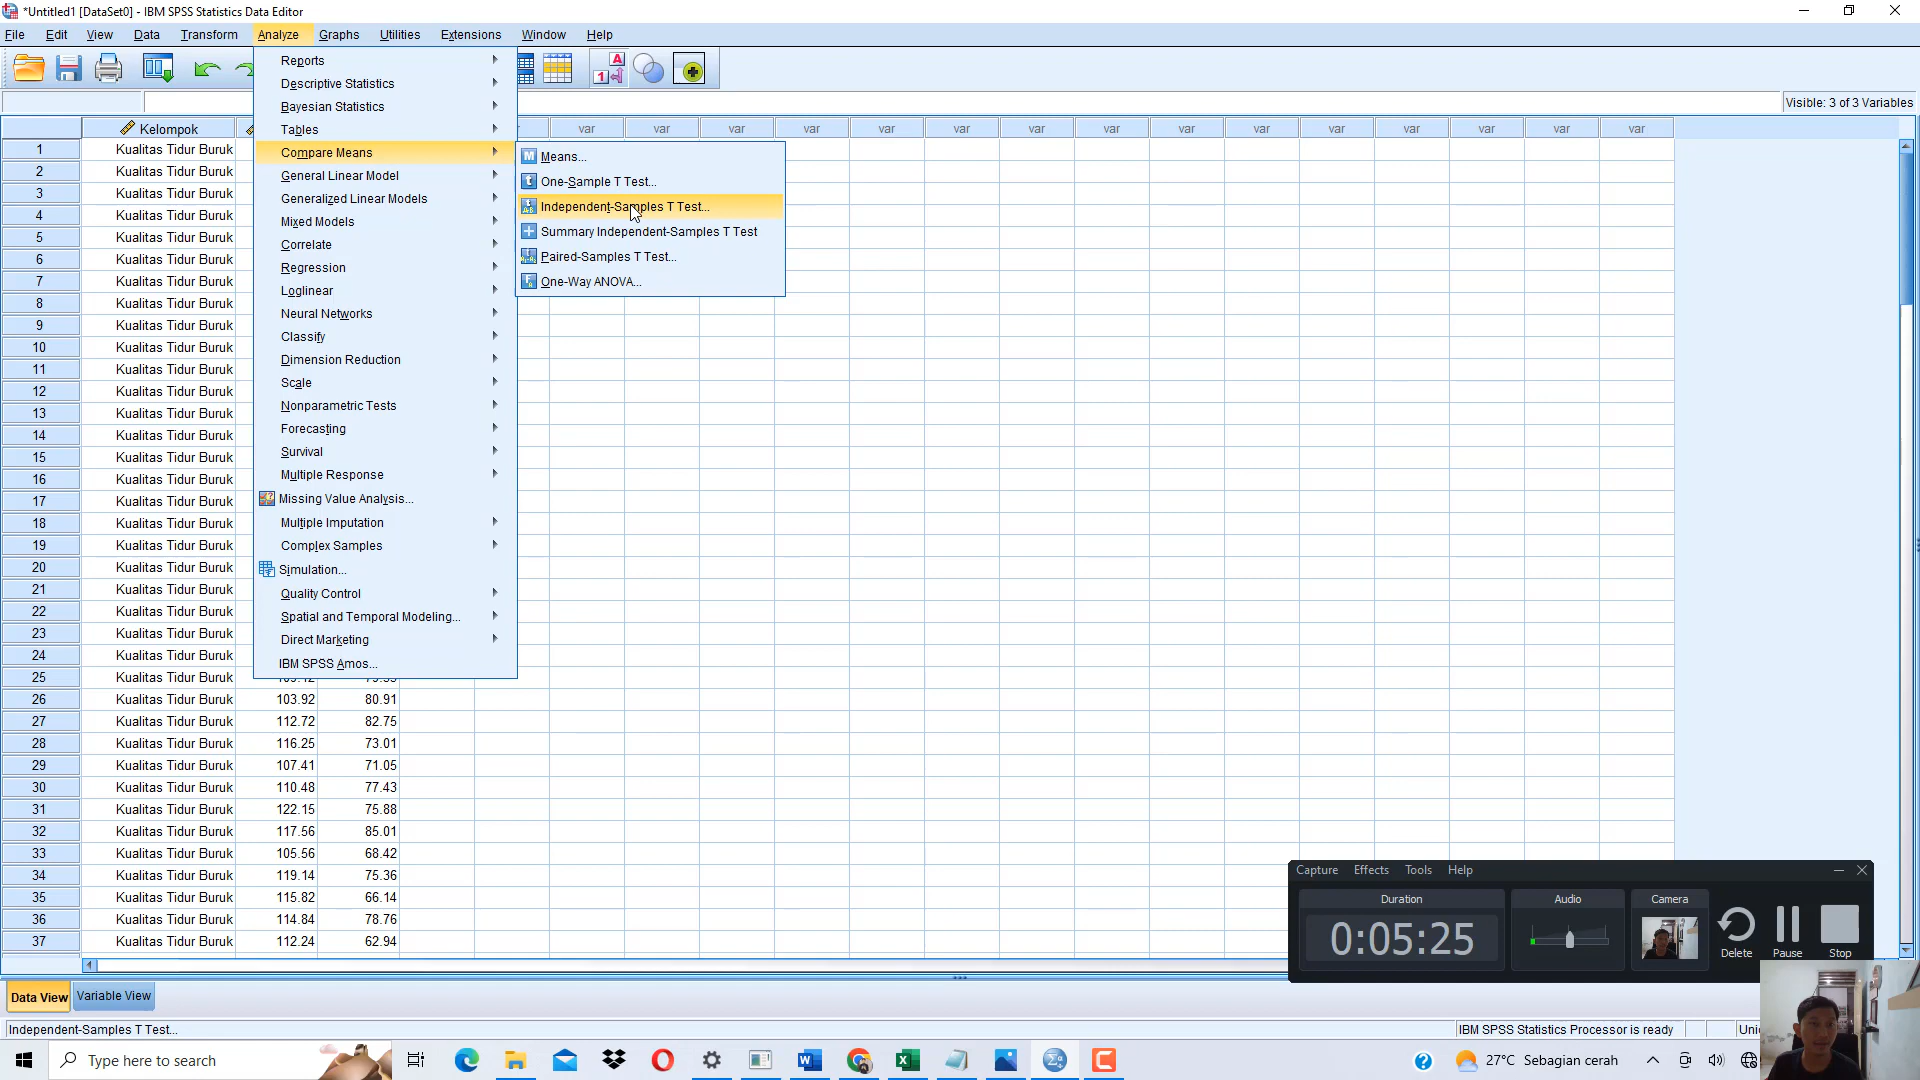 *Untitled1 [DataSet0] - IBM SPSS Statistics Data Editor
File Edit View Data Transform Analyze Graphs Utilities Extensions Window Help
Visible: 3 of 3 Variables
Reports
Descriptive Statistics
Bayesian Statistics
Tables
Compare Means
General Linear Model
Generalized Linear Models
Mixed Models
Correlate
Regression
Loglinear
Neural Networks
Classify
Dimension Reduction
Scale
Nonparametric Tests
Forecasting
Survival
Multiple Response
Missing Value Analysis...
Multiple Imputation
Complex Samples
Simulation...
Quality Control
Spatial and Temporal Modeling...
Direct Marketing
IBM SPSS Amos...
Means...
One-Sample T Test...
Independent-Samples T Test...
Summary Independent-Samples T Test
Paired-Samples T Test...
One-Way ANOVA...
Kelompok var var var var var var var var var var var var var var var
1 Kualitas Tidur Buruk
2 Kualitas Tidur Buruk
3 Kualitas Tidur Buruk
4 Kualitas Tidur Buruk
5 Kualitas Tidur Buruk
6 Kualitas Tidur Buruk
7 Kualitas Tidur Buruk
8 Kualitas Tidur Buruk
9 Kualitas Tidur Buruk
10 Kualitas Tidur Buruk
11 Kualitas Tidur Buruk
12 Kualitas Tidur Buruk
13 Kualitas Tidur Buruk
14 Kualitas Tidur Buruk
15 Kualitas Tidur Buruk
16 Kualitas Tidur Buruk
17 Kualitas Tidur Buruk
18 Kualitas Tidur Buruk
19 Kualitas Tidur Buruk
20 Kualitas Tidur Buruk
21 Kualitas Tidur Buruk
22 Kualitas Tidur Buruk
23 Kualitas Tidur Buruk
24 Kualitas Tidur Buruk
25 Kualitas Tidur Buruk
26 Kualitas Tidur Buruk 103.92 80.91
27 Kualitas Tidur Buruk 112.72 82.75
28 Kualitas Tidur Buruk 116.25 73.01
29 Kualitas Tidur Buruk 107.41 71.05
30 Kualitas Tidur Buruk 110.48 77.43
31 Kualitas Tidur Buruk 122.15 75.88
32 Kualitas Tidur Buruk 117.56 85.01
33 Kualitas Tidur Buruk 105.56 68.42
34 Kualitas Tidur Buruk 119.14 75.36
35 Kualitas Tidur Buruk 115.82 66.14
36 Kualitas Tidur Buruk 114.84 78.76
37 Kualitas Tidur Buruk 112.24 62.94
Capture Effects Tools Help
Duration Audio Camera
0:05:25
Delete Pause Stop
Data View Variable View
Independent-Samples T Test...
IBM SPSS Statistics Processor is ready
Type here to search
27°C Sebagian cerah